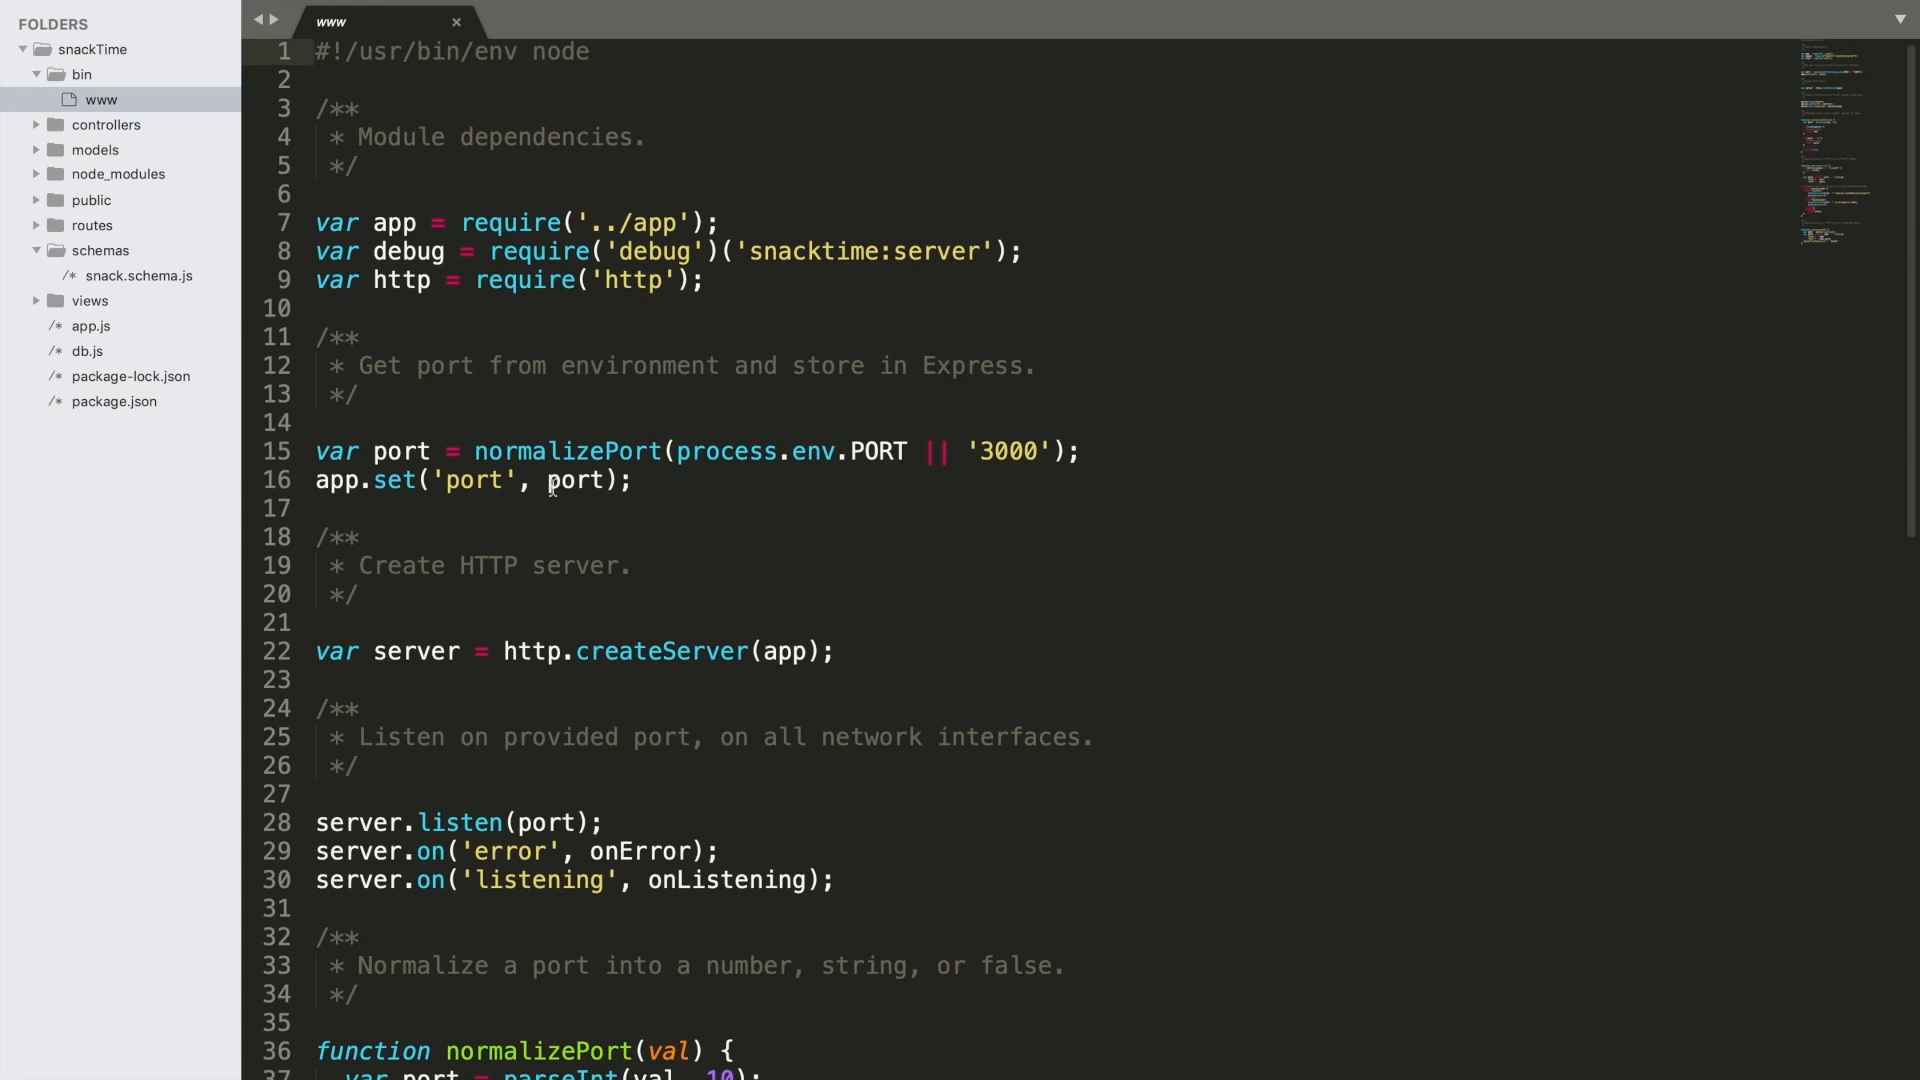 FOLDERS
snackTime
bin
www
controllers
models
node_modules
public
routes
schemas
/* snack.schema.js
views
/* app.js
/* db.js
/* package-lock.json
/* package.json
www ×
1 #!/usr/bin/env node
2
3 /**
4 * Module dependencies.
5 */
6
7 var app = require('../app');
8 var debug = require('debug')('snacktime:server');
9 var http = require('http');
10
11 /**
12 * Get port from environment and store in Express.
13 */
14
15 var port = normalizePort(process.env.PORT || '3000');
16 app.set('port', port);
17
18 /**
19 * Create HTTP server.
20 */
21
22 var server = http.createServer(app);
23
24 /**
25 * Listen on provided port, on all network interfaces.
26 */
27
28 server.listen(port);
29 server.on('error', onError);
30 server.on('listening', onListening);
31
32 /**
33 * Normalize a port into a number, string, or false.
34 */
35
36 function normalizePort(val) {
37 var port = parseInt(val, 10);